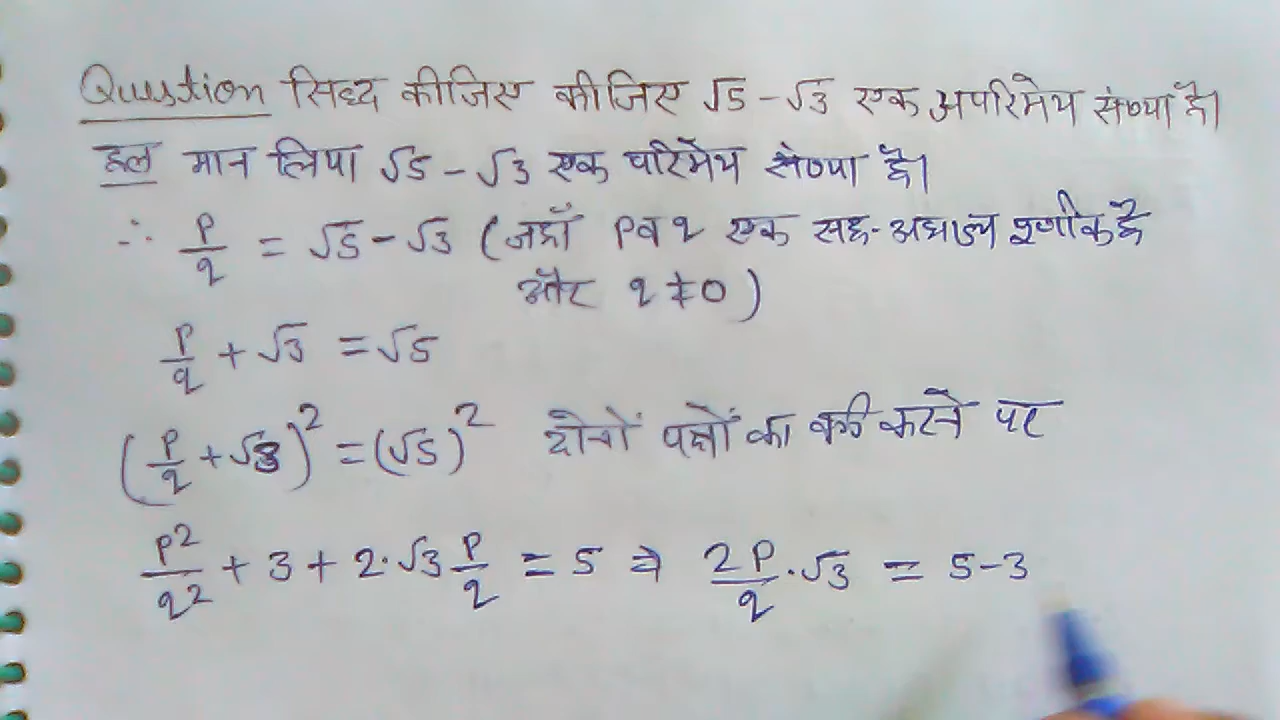 Question सिद्ध कीजिए कीजिए √5 - √3 एक अपरिमेय संख्या है।
हल मान लिया √5 - √3 एक परिमेय संख्या है।
∴ p/q = √5 - √3 (जहाँ p व q एक सह-अभाज्य पूर्णांक है
और q ≠ 0)
p/q + √3 = √5
(p/q + √3)² = (√5)² दोनों पक्षों का वर्ग करने पर
p²/q² + 3 + 2·√3 p/q = 5 ⇒ 2p/q · √3 = 5 - 3